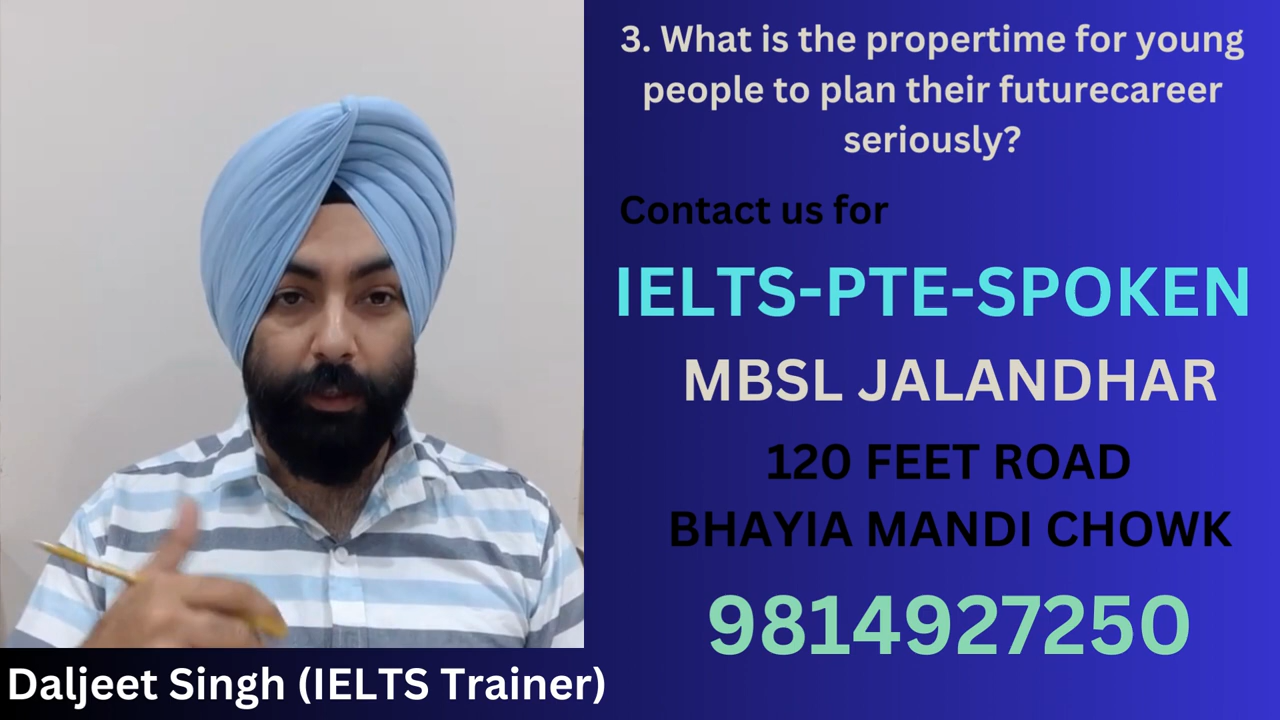 3. What is the propertime for young
people to plan their futurecareer
seriously?
Contact us for
IELTS-PTE-SPOKEN
MBSL JALANDHAR
120 FEET ROAD
BHAYIA MANDI CHOWK
9814927250
Daljeet Singh (IELTS Trainer)